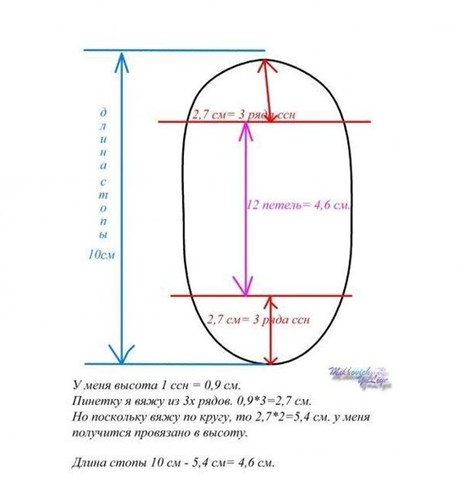 длина стопы
10см
2,7 см= 3 ряда ссн
12 петель= 4,6 см.
2,7 см= 3 ряда ссн
У меня высота 1 ссн = 0,9 см.
Пинетку я вяжу из 3х рядов. 0,9*3=2,7 см.
Но поскольку вяжу по кругу, то 2,7*2=5,4 см. у меня
получится провязано в высоту.
Длина стопы 10 см - 5,4 см= 4,6 см.